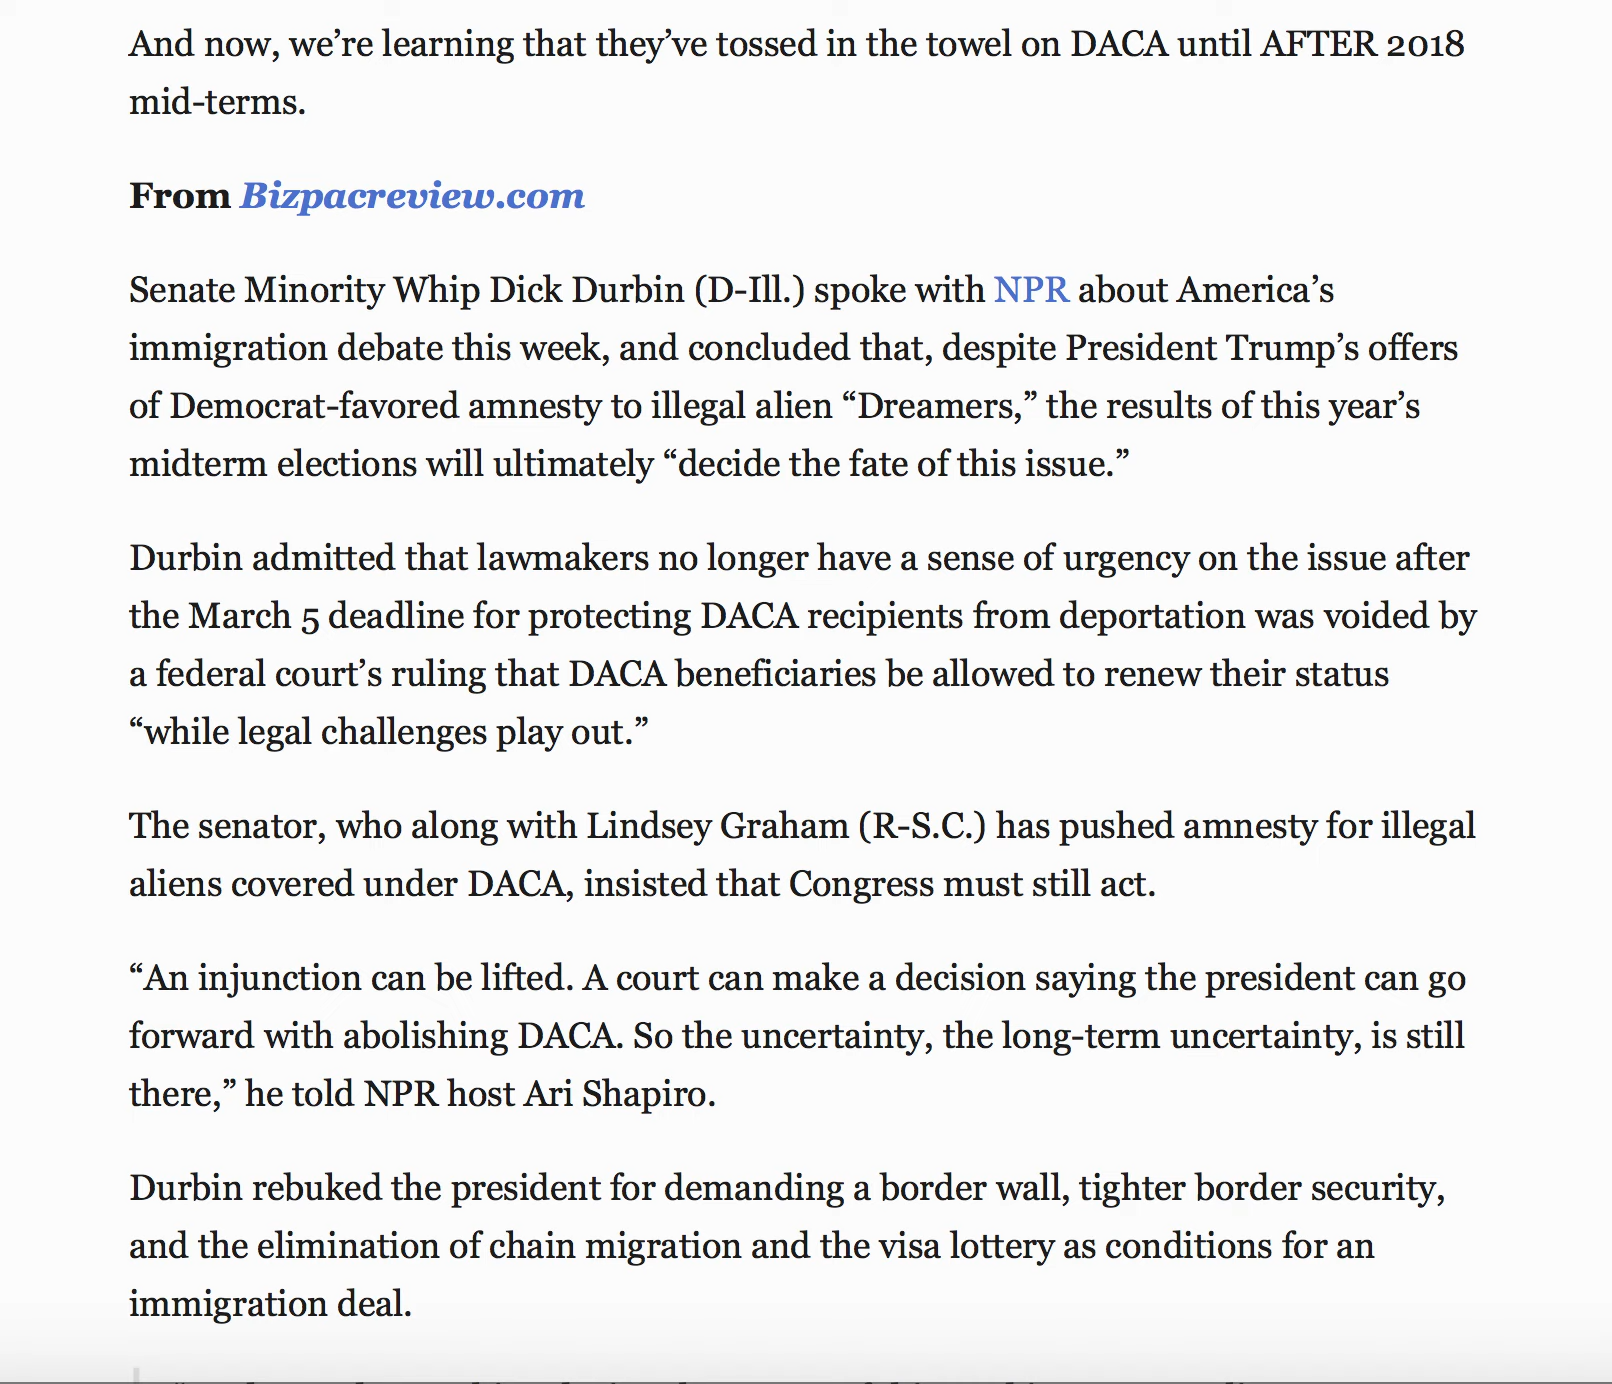 And now, we’re learning that they’ve tossed in the towel on DACA until AFTER 2018
mid-terms.
From Bizpacreview.com
Senate Minority Whip Dick Durbin (D-Ill.) spoke with NPR about America’s
immigration debate this week, and concluded that, despite President Trump’s offers
of Democrat-favored amnesty to illegal alien “Dreamers,” the results of this year’s
midterm elections will ultimately “decide the fate of this issue.”
Durbin admitted that lawmakers no longer have a sense of urgency on the issue after
the March 5 deadline for protecting DACA recipients from deportation was voided by
a federal court’s ruling that DACA beneficiaries be allowed to renew their status
“while legal challenges play out.”
The senator, who along with Lindsey Graham (R-S.C.) has pushed amnesty for illegal
aliens covered under DACA, insisted that Congress must still act.
“An injunction can be lifted. A court can make a decision saying the president can go
forward with abolishing DACA. So the uncertainty, the long-term uncertainty, is still
there,” he told NPR host Ari Shapiro.
Durbin rebuked the president for demanding a border wall, tighter border security,
and the elimination of chain migration and the visa lottery as conditions for an
immigration deal.